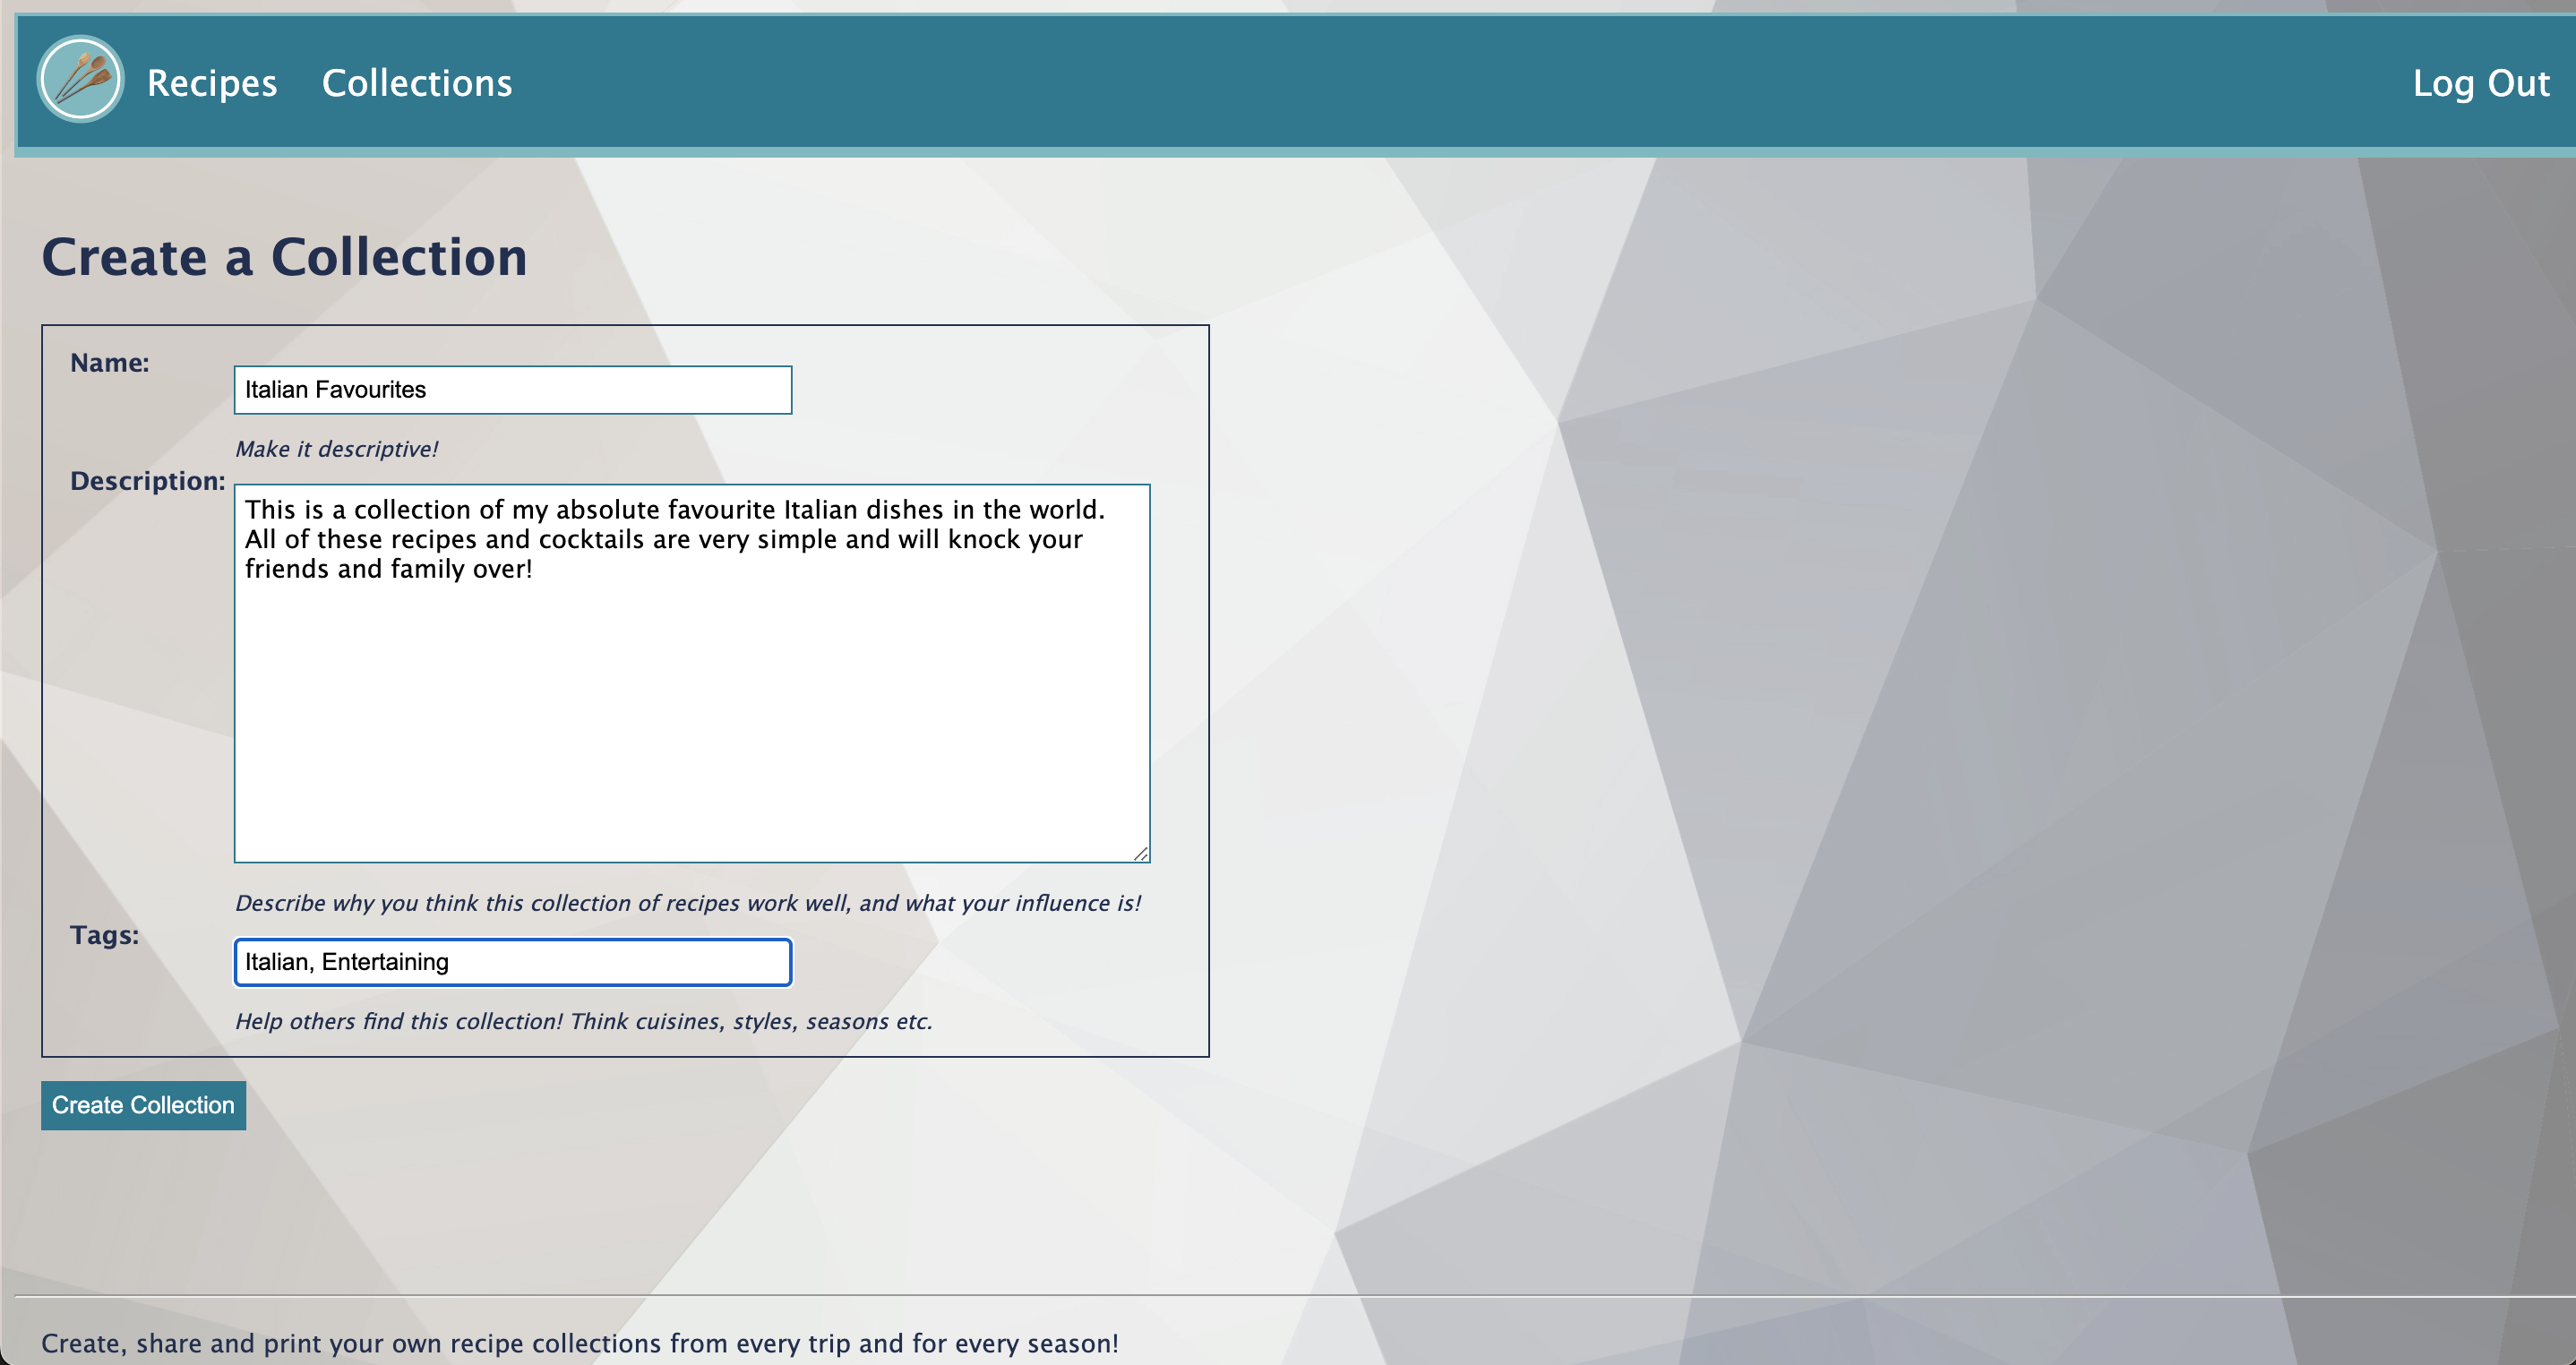 Recipes Collections Log Out
Create a Collection
Name:
Italian Favourites
Make it descriptive!
Description:
This is a collection of my absolute favourite Italian dishes in the world.
All of these recipes and cocktails are very simple and will knock your
friends and family over!
Describe why you think this collection of recipes work well, and what your influence is!
Tags:
Italian, Entertaining
Help others find this collection! Think cuisines, styles, seasons etc.
Create Collection
Create, share and print your own recipe collections from every trip and for every season!